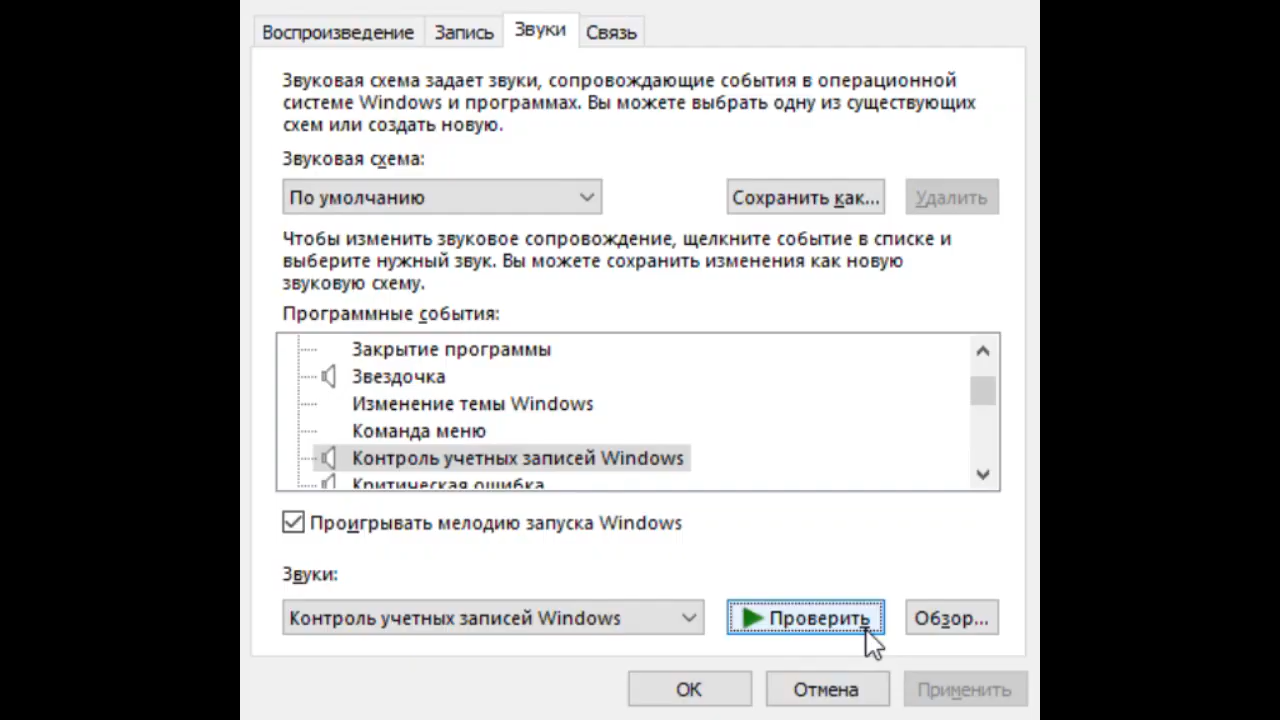 Воспроизведение Запись Звуки Связь
Звуковая схема задает звуки, сопровождающие события в операционной
системе Windows и программах. Вы можете выбрать одну из существующих
схем или создать новую.
Звуковая схема:
По умолчанию Сохранить как... Удалить
Чтобы изменить звуковое сопровождение, щелкните событие в списке и
выберите нужный звук. Вы можете сохранить изменения как новую
звуковую схему.
Программные события:
Закрытие программы
Звездочка
Изменение темы Windows
Команда меню
Контроль учетных записей Windows
Критическая ошибка
Проигрывать мелодию запуска Windows
Звуки:
Контроль учетных записей Windows Проверить Обзор...
OK Отмена Применить